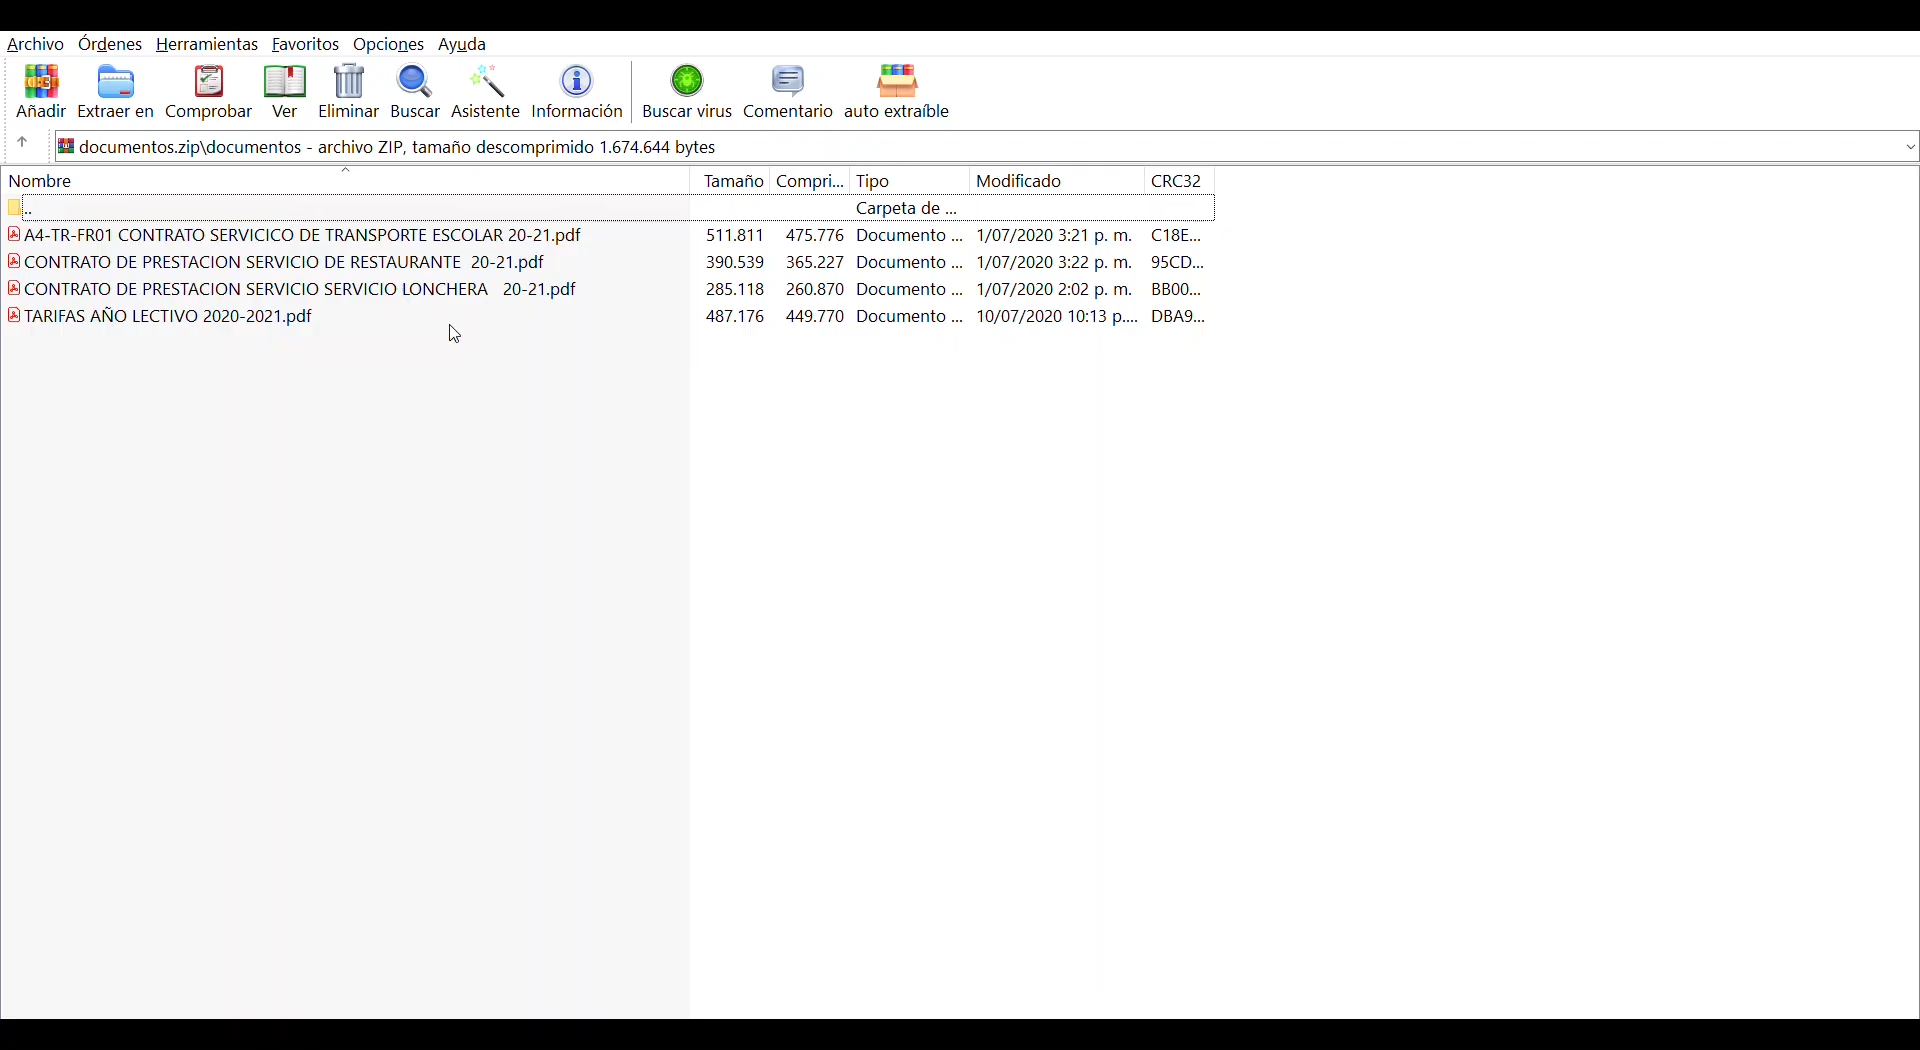 Archivo Órdenes Herramientas Favoritos Opciones Ayuda
Añadir Extraer en Comprobar Ver Eliminar Buscar Asistente Información Buscar virus Comentario auto extraíble
documentos.zip\documentos - archivo ZIP, tamaño descomprimido 1.674.644 bytes
Nombre Tamaño Compri... Tipo Modificado CRC32
.. Carpeta de ...
A4-TR-FR01 CONTRATO SERVICICO DE TRANSPORTE ESCOLAR 20-21.pdf 511.811 475.776 Documento ... 1/07/2020 3:21 p. m. C18E...
CONTRATO DE PRESTACION SERVICIO DE RESTAURANTE 20-21.pdf 390.539 365.227 Documento ... 1/07/2020 3:22 p. m. 95CD...
CONTRATO DE PRESTACION SERVICIO SERVICIO LONCHERA 20-21.pdf 285.118 260.870 Documento ... 1/07/2020 2:02 p. m. BB00...
TARIFAS AÑO LECTIVO 2020-2021.pdf 487.176 449.770 Documento ... 10/07/2020 10:13 p.... DBA9...